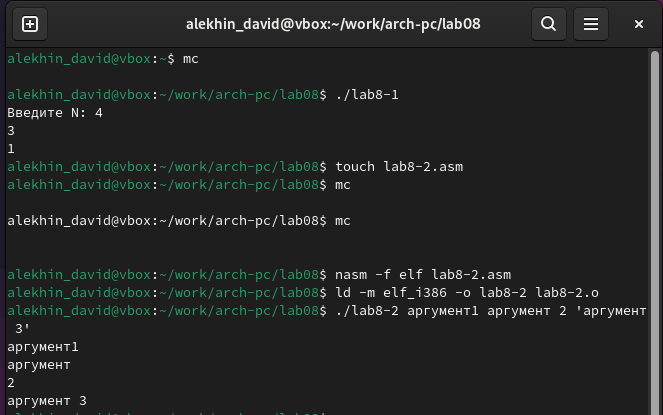 alekhin_david@vbox:~/work/arch-pc/lab08
alekhin_david@vbox:~$ mc
alekhin_david@vbox:~/work/arch-pc/lab08$ ./lab8-1
Введите N: 4
3
1
alekhin_david@vbox:~/work/arch-pc/lab08$ touch lab8-2.asm
alekhin_david@vbox:~/work/arch-pc/lab08$ mc
alekhin_david@vbox:~/work/arch-pc/lab08$ mc
alekhin_david@vbox:~/work/arch-pc/lab08$ nasm -f elf lab8-2.asm
alekhin_david@vbox:~/work/arch-pc/lab08$ ld -m elf_i386 -o lab8-2 lab8-2.o
alekhin_david@vbox:~/work/arch-pc/lab08$ ./lab8-2 аргумент1 аргумент 2 'аргумент
 3'
аргумент1
аргумент
2
аргумент 3